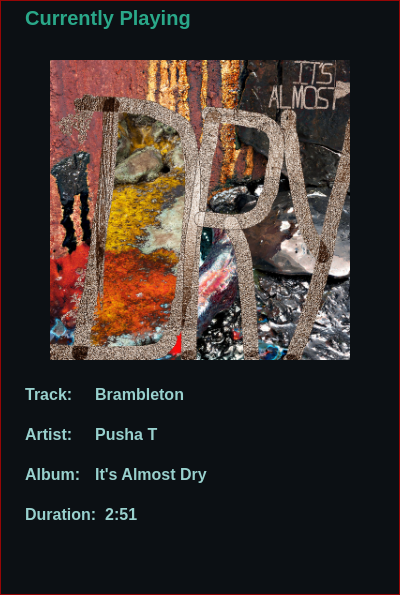 Currently Playing
IT'S
ALMOST
DRY
Track: Brambleton
Artist: Pusha T
Album: It's Almost Dry
Duration: 2:51